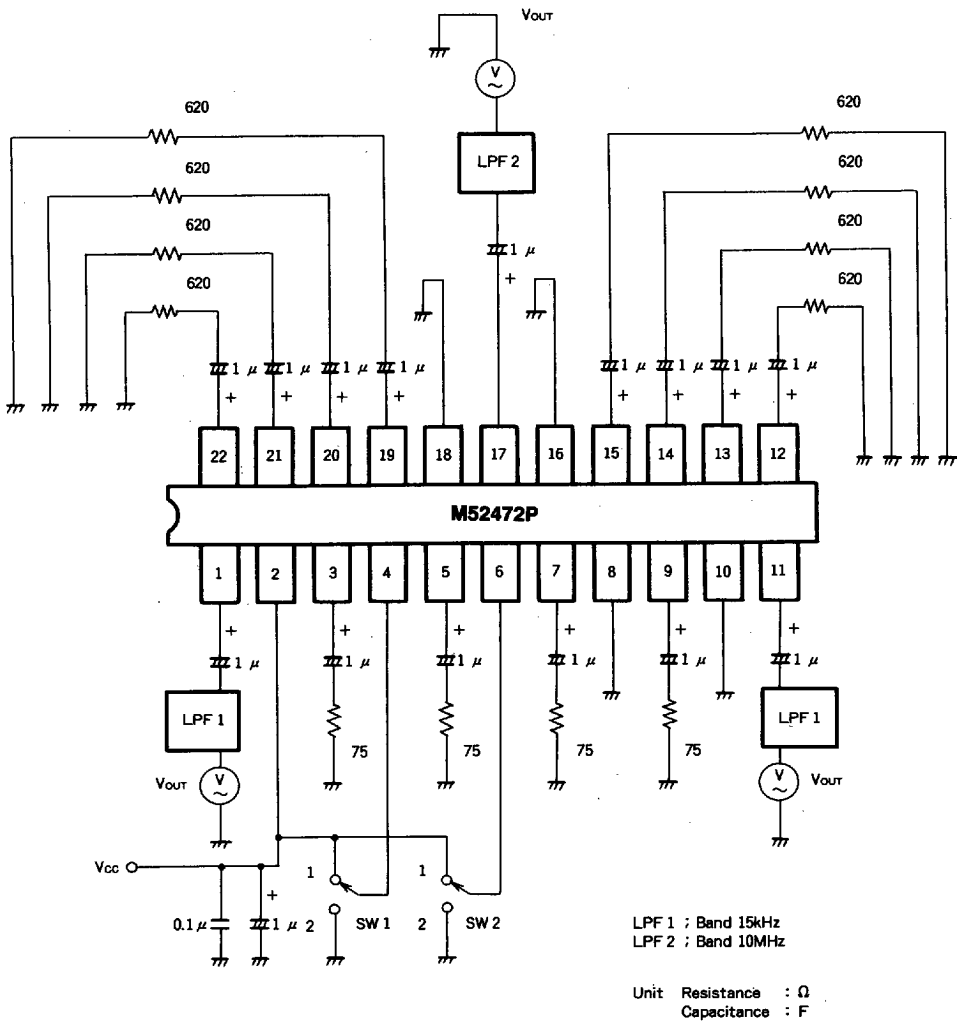 VOUT
V
620
620
620
620
LPF 2
1 μ
+
620
620
620
620
1 μ
1 μ
1 μ
1 μ
1 μ
1 μ
1 μ
1 μ
+
+
+
+
+
+
+
+
22
21
20
19
18
17
16
15
14
13
12
M52472P
1
2
3
4
5
6
7
8
9
10
11
+
+
+
+
+
+
1 μ
1 μ
1 μ
1 μ
1 μ
1 μ
LPF 1
75
75
75
75
LPF 1
VOUT
V
V
VOUT
VCC
1
1
+
0.1 μ
1 μ
2
SW 1
2
SW 2
LPF 1 ; Band 15kHz
LPF 2 ; Band 10MHz
Unit Resistance : Ω
Capacitance : F